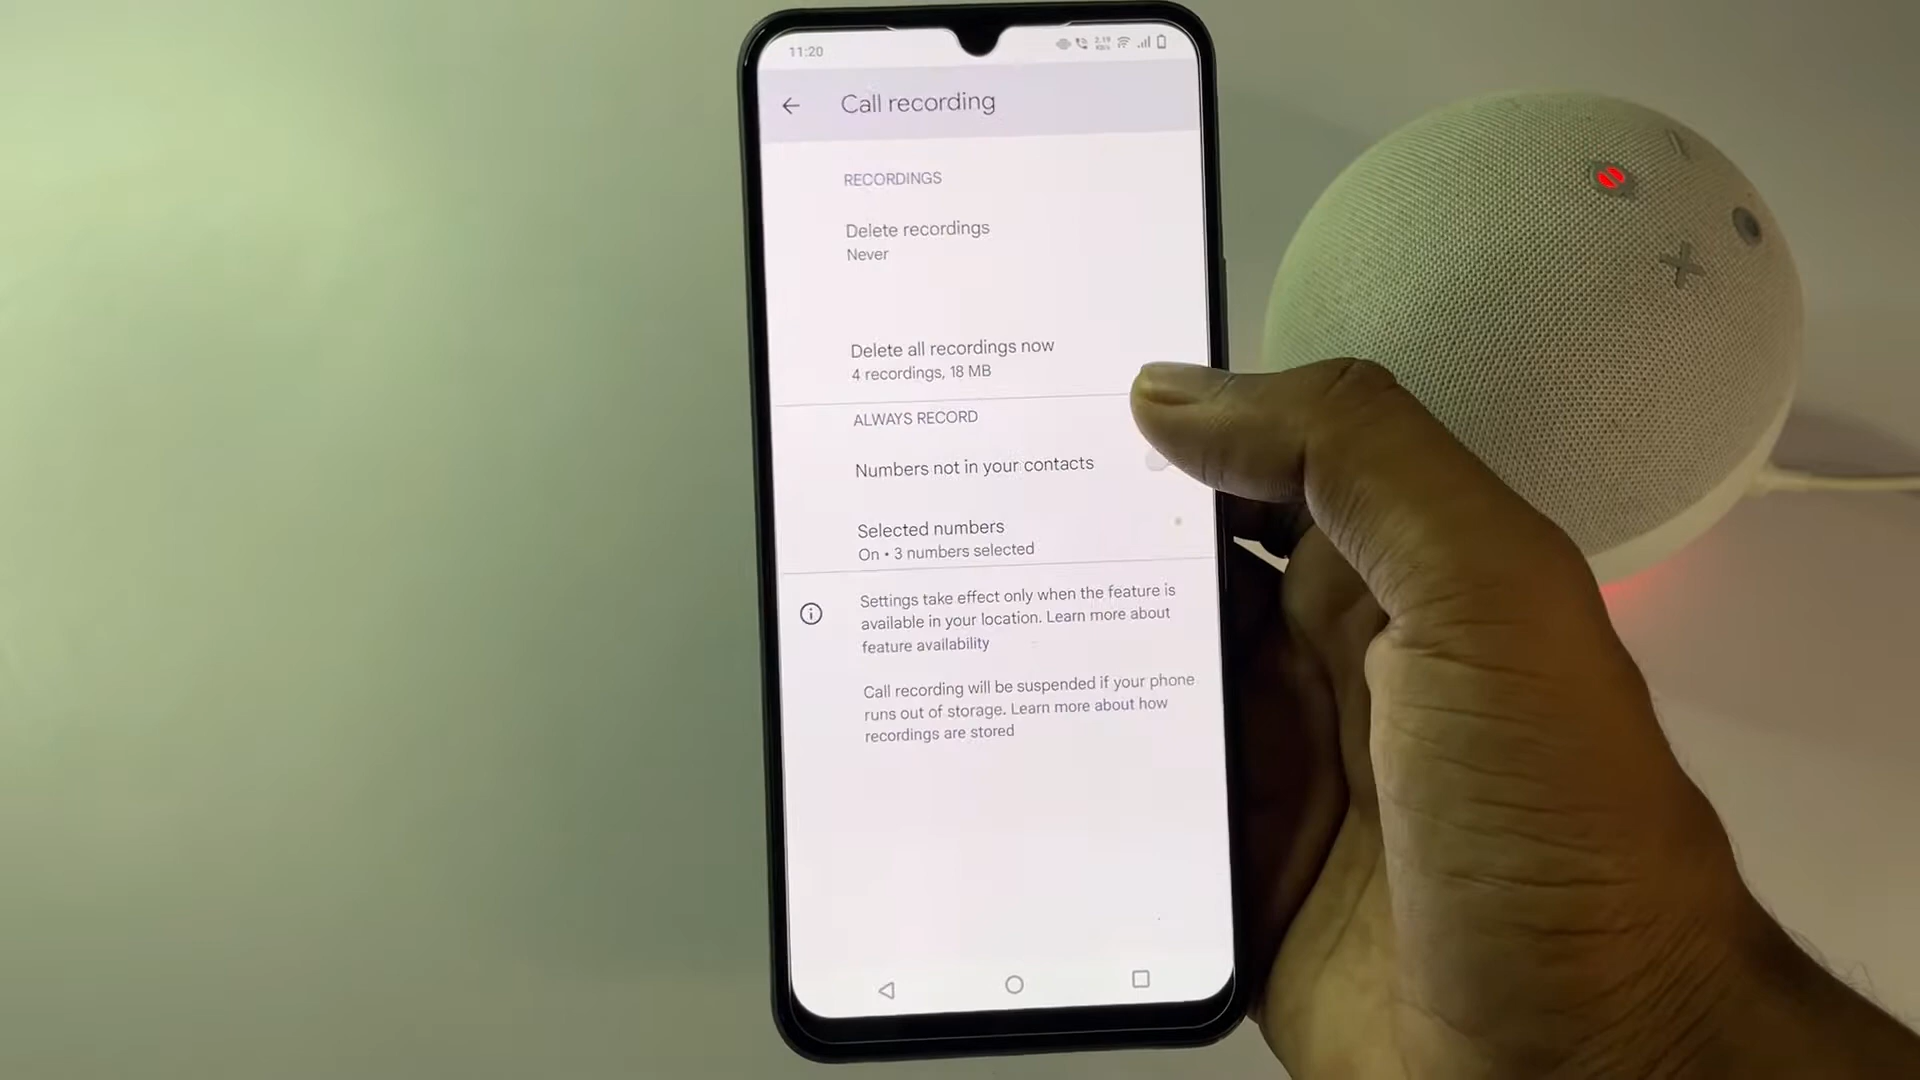 11:20
2.19
KB/s
Call recording
RECORDINGS
Delete recordings
Never
Delete all recordings now
4 recordings, 18 MB
ALWAYS RECORD
Numbers not in your contacts
Selected numbers
On • 3 numbers selected
Settings take effect only when the feature is
available in your location. Learn more about
feature availability
Call recording will be suspended if your phone
runs out of storage. Learn more about how
recordings are stored